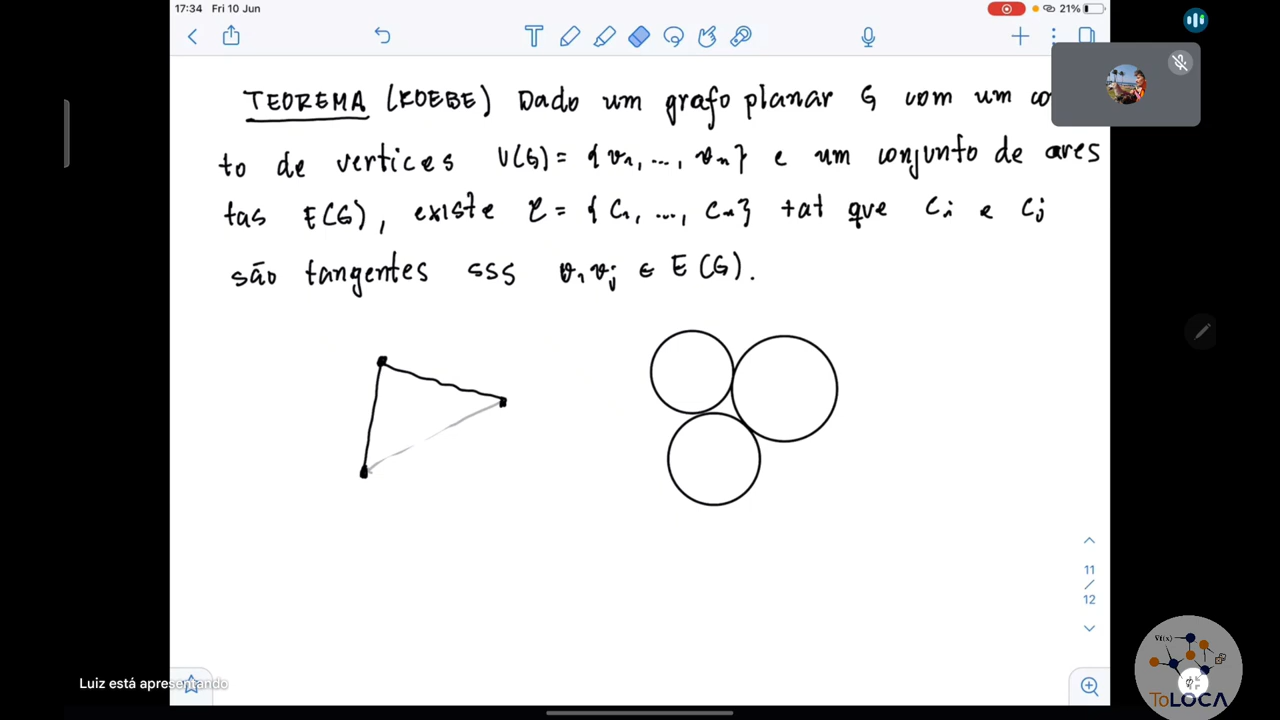 17:34 Fri 10 Jun
21%
TEOREMA (KOEBE) Dado um grafo planar G com um co
to de vertices V(G) = {v₁, ..., vₙ} e um conjunto de ares
tas E(G), existe C = {C₁, ..., Cₙ} tat que Cᵢ e Cⱼ
são tangentes sss vᵢvⱼ ∈ E(G).
11
/
12
Luiz está apresentando
∇f(x)
ToLOCA